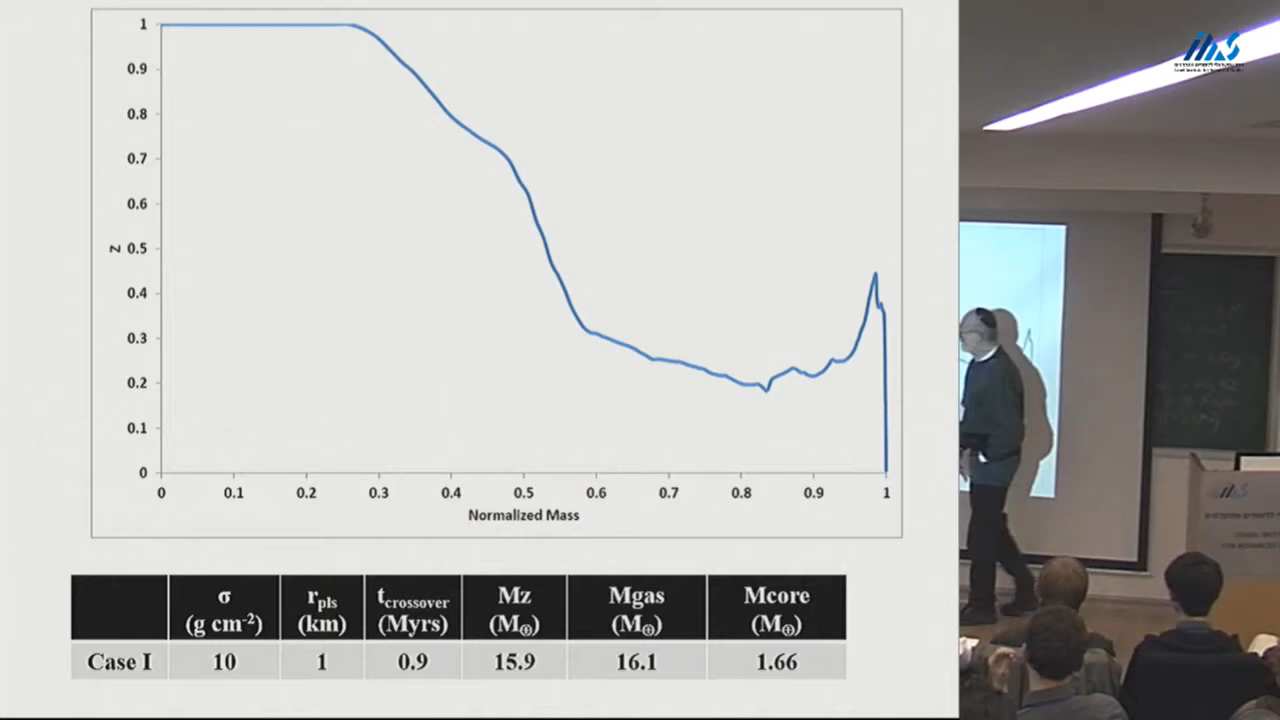 1
0.9
0.8
0.7
0.6
0.5
0.4
0.3
0.2
0.1
0
Z
0 0.1 0.2 0.3 0.4 0.5 0.6 0.7 0.8 0.9 1
Normalized Mass
σ (g cm⁻²) r_pls (km) t_crossover (Myrs) Mz (M⊕) Mgas (M⊕) Mcore (M⊕)
Case I 10 1 0.9 15.9 16.1 1.66